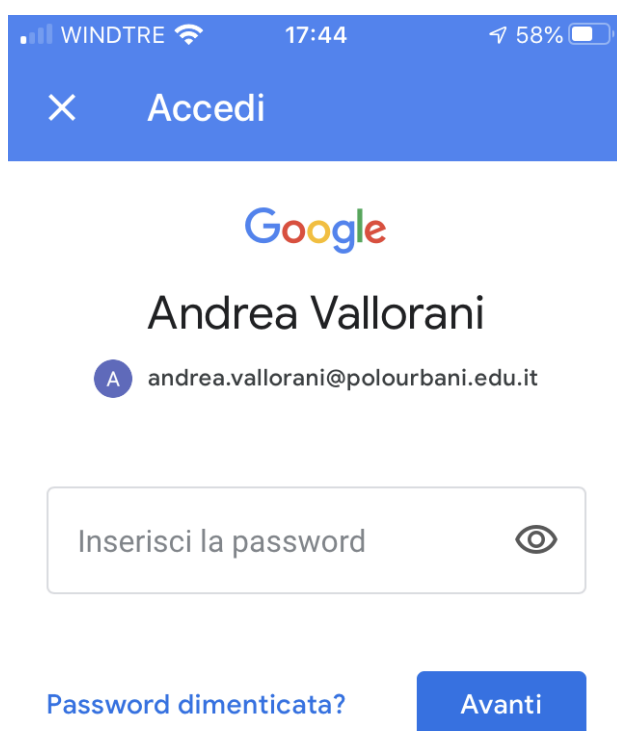 WINDTRE 17:44 58%
Accedi
Google
Andrea Vallorani
A andrea.vallorani@polourbani.edu.it
Inserisci la password
Password dimenticata? Avanti